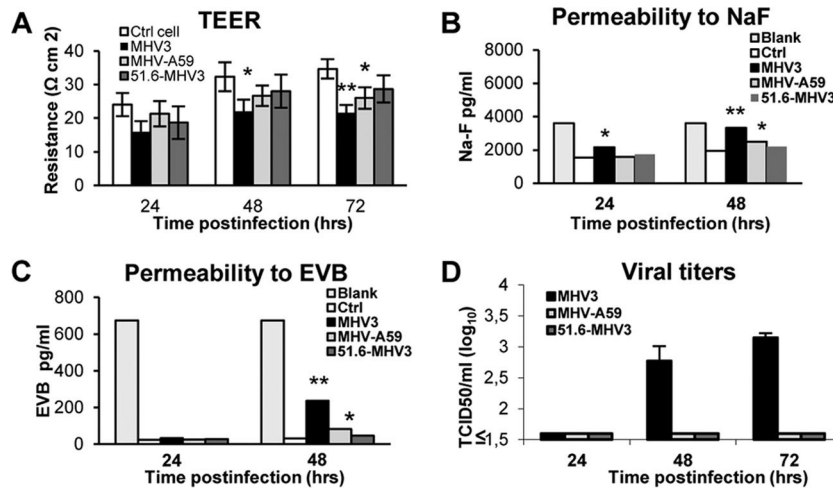 A
TEER
Resistance (Ω cm 2)
50
40
30
20
10
0
Ctrl cell
MHV3
MHV-A59
51.6-MHV3
*
**
*
24 48 72
Time postinfection (hrs)
B
Permeability to NaF
Na-F pg/ml
8000
6000
4000
2000
0
Blank
Ctrl
MHV3
MHV-A59
51.6-MHV3
*
**
*
24 48
Time postinfection (hrs)
C
Permeability to EVB
EVB pg/ml
800
600
400
200
0
Blank
Ctrl
MHV3
MHV-A59
51.6-MHV3
**
*
24 48
Time postinfection (hrs)
D
Viral titers
TCID50/ml (log10)
4
3,5
3
2,5
2
≤1,5
MHV3
MHV-A59
51.6-MHV3
24 48 72
Time postinfection (hrs)